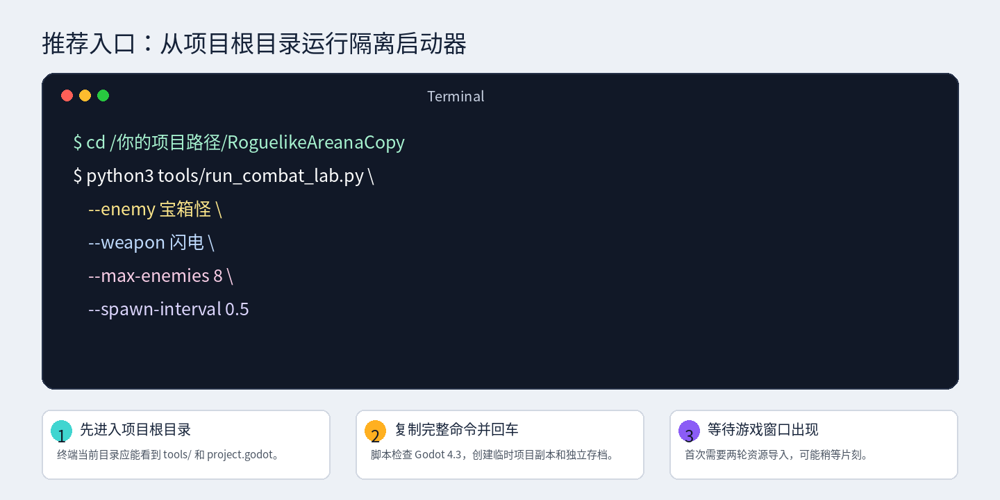 推荐入口：从项目根目录运行隔离启动器
Terminal
$ cd /你的项目路径/RoguelikeAreanaCopy
$ python3 tools/run_combat_lab.py \
--enemy 宝箱怪 \
--weapon 闪电 \
--max-enemies 8 \
--spawn-interval 0.5
1 先进入项目根目录
终端当前目录应能看到 tools/ 和 project.godot。
2 复制完整命令并回车
脚本检查 Godot 4.3，创建临时项目副本和独立存档。
3 等待游戏窗口出现
首次需要两轮资源导入，可能稍等片刻。